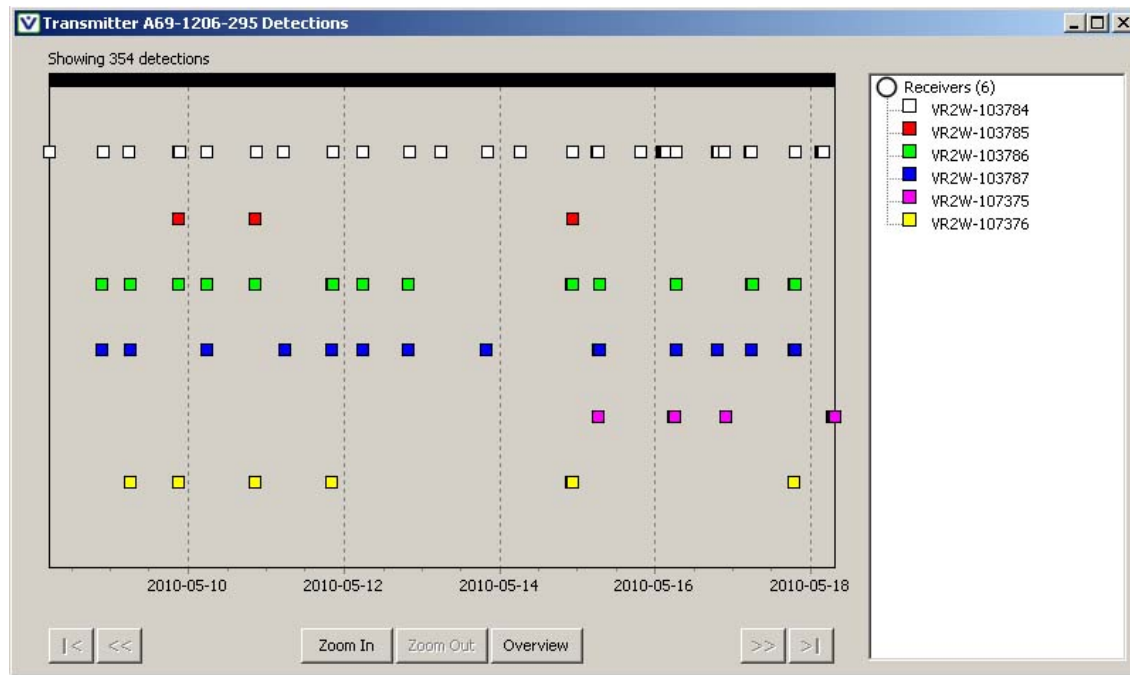 Transmitter A69-1206-295 Detections
Showing 354 detections
Receivers (6)
VR2W-103784
VR2W-103785
VR2W-103786
VR2W-103787
VR2W-107375
VR2W-107376
2010-05-10 2010-05-12 2010-05-14 2010-05-16 2010-05-18
|< << Zoom In Zoom Out Overview >> >|